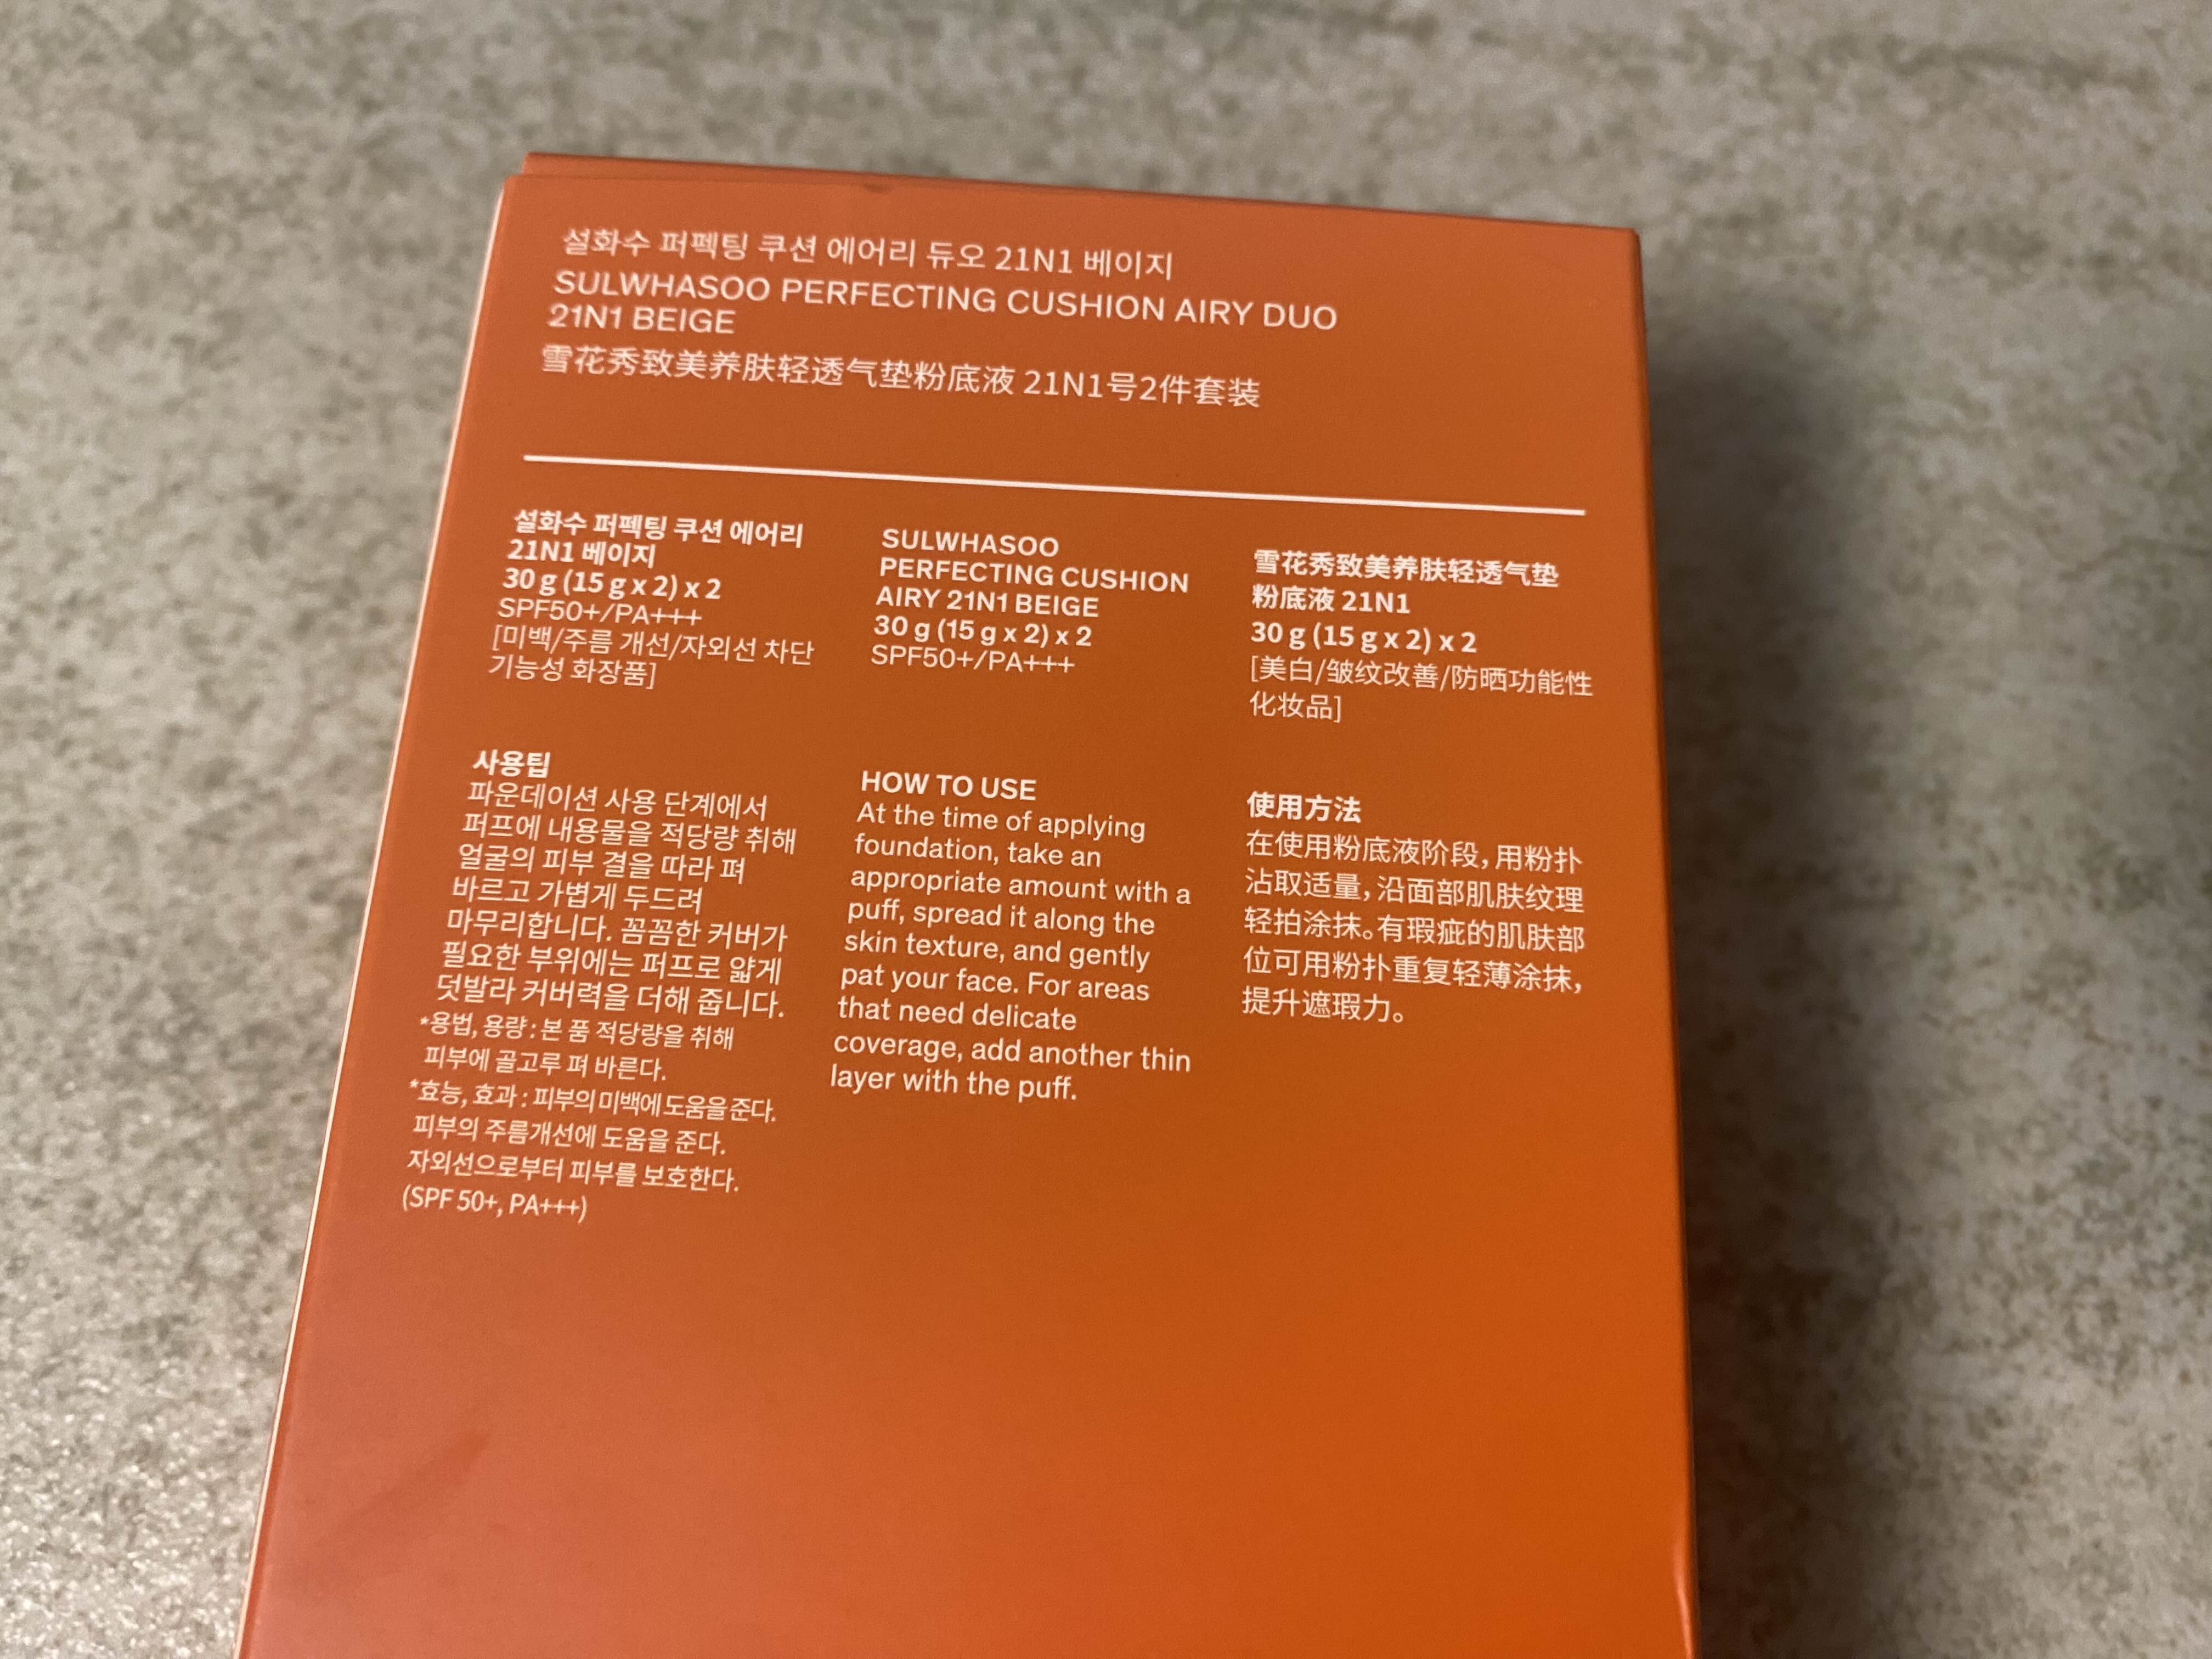 설화수 퍼펙팅 쿠션 에어리 듀오 21N1 베이지
SULWHASOO PERFECTING CUSHION AIRY DUO
21N1 BEIGE
雪花秀致美养肤轻透气垫粉底液 21N1号2件套装
설화수 퍼펙팅 쿠션 에어리
21N1 베이지
30 g (15 g x 2) x 2
SPF50+/PA+++
[미백/주름 개선/자외선 차단
기능성 화장품]
사용팁
파운데이션 사용 단계에서
퍼프에 내용물을 적당량 취해
얼굴의 피부 결을 따라 펴
바르고 가볍게 두드려
마무리합니다. 꼼꼼한 커버가
필요한 부위에는 퍼프로 얇게
덧발라 커버력을 더해 줍니다.
*용법, 용량 : 본 품 적당량을 취해
피부에 골고루 펴 바른다.
*효능, 효과 : 피부의 미백에 도움을 준다.
피부의 주름개선에 도움을 준다.
자외선으로부터 피부를 보호한다.
(SPF 50+, PA+++)
SULWHASOO
PERFECTING CUSHION
AIRY 21N1 BEIGE
30 g (15 g x 2) x 2
SPF50+/PA+++
HOW TO USE
At the time of applying
foundation, take an
appropriate amount with a
puff, spread it along the
skin texture, and gently
pat your face. For areas
that need delicate
coverage, add another thin
layer with the puff.
雪花秀致美养肤轻透气垫
粉底液 21N1
30 g (15 g x 2) x 2
[美白/皱纹改善/防晒功能性
化妆品]
使用方法
在使用粉底液阶段，用粉扑
沾取适量，沿面部肌肤纹理
轻拍涂抹。有瑕疵的肌肤部
位可用粉扑重复轻薄涂抹，
提升遮瑕力。